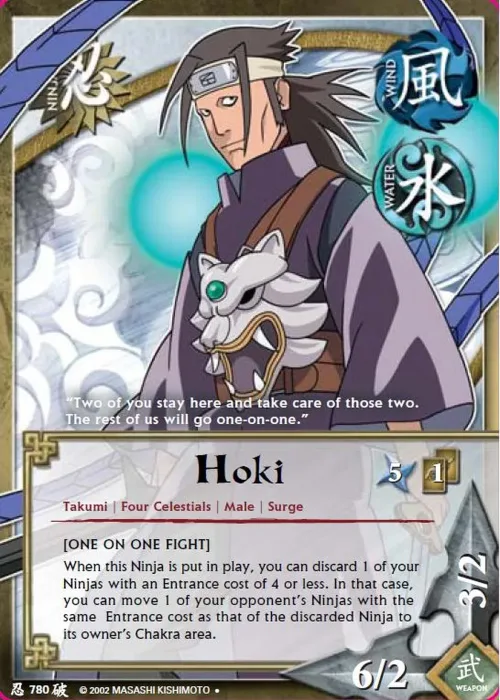 NINJA
忍
WIND
風
WATER
水
“Two of you stay here and take care of those two.
The rest of us will go one-on-one.”
Hoki
5
1
Takumi | Four Celestials | Male | Surge
[ONE ON ONE FIGHT]
When this Ninja is put in play, you can discard 1 of your
Ninjas with an Entrance cost of 4 or less. In that case,
you can move 1 of your opponent's Ninjas with the
same Entrance cost as that of the discarded Ninja to
its owner's Chakra area.
3/2
6/2
武
WEAPON
忍 780 破 © 2002 MASASHI KISHIMOTO •